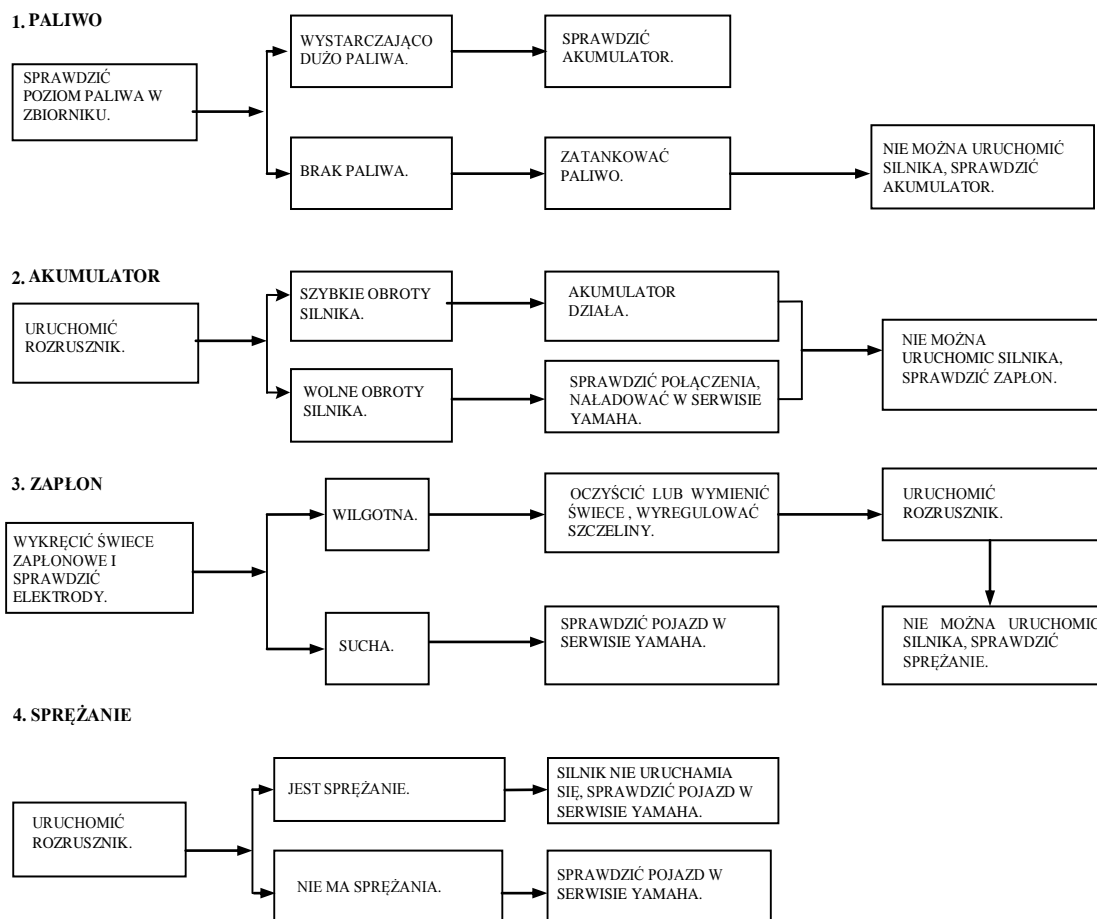 1. PALIWO
SPRAWDZIĆ
POZIOM PALIWA W
ZBIORNIKU.
WYSTARCZAJĄCO
DUŻO PALIWA.
SPRAWDZIĆ
AKUMULATOR.
BRAK PALIWA.
ZATANKOWAĆ
PALIWO.
NIE MOŻNA URUCHOMIĆ
SILNIKA, SPRAWDZIĆ
AKUMULATOR.
2. AKUMULATOR
URUCHOMIĆ
ROZRUSZNIK.
SZYBKIE OBROTY
SILNIKA.
AKUMULATOR
DZIAŁA.
WOLNE OBROTY
SILNIKA.
SPRAWDZIĆ POŁĄCZENIA,
NAŁADOWAĆ W SERWISIE
YAMAHA.
NIE MOŻNA
URUCHOMIC SILNIKA,
SPRAWDZIĆ ZAPŁON.
3. ZAPŁON
WYKRĘCIĆ ŚWIECE
ZAPŁONOWE I
SPRAWDZIĆ
ELEKTRODY.
WILGOTNA.
OCZYŚCIĆ LUB WYMIENIĆ
ŚWIECE , WYREGULOWAĆ
SZCZELINY.
URUCHOMIĆ
ROZRUSZNIK.
SUCHA.
SPRAWDZIĆ POJAZD W
SERWISIE YAMAHA.
NIE MOŻNA URUCHOMIC
SILNIKA, SPRAWDZIĆ
SPRĘŻANIE.
4. SPRĘŻANIE
URUCHOMIĆ
ROZRUSZNIK.
JEST SPRĘŻANIE.
SILNIK NIE URUCHAMIA
SIĘ, SPRAWDZIĆ POJAZD W
SERWISIE YAMAHA.
NIE MA SPRĘŻANIA.
SPRAWDZIĆ POJAZD W
SERWISIE YAMAHA.